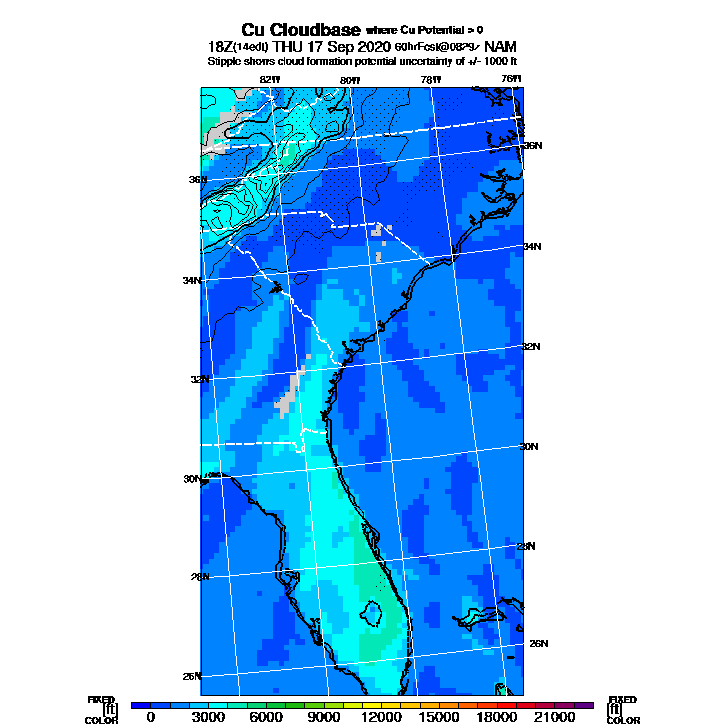 Cu Cloudbase where Cu Potential > 0
18Z(14edt) THU 17 Sep 2020 60hrFcst@0829z NAM
Stipple shows cloud formation potential uncertainty of +/- 1000 ft
82W 80W 78W 76W
36N 36N
34N 34N
32N 32N
30N 30N
28N 28N
26N 26N
FIXED FIXED
[ft] [ft]
COLOR COLOR
0 3000 6000 9000 12000 15000 18000 21000